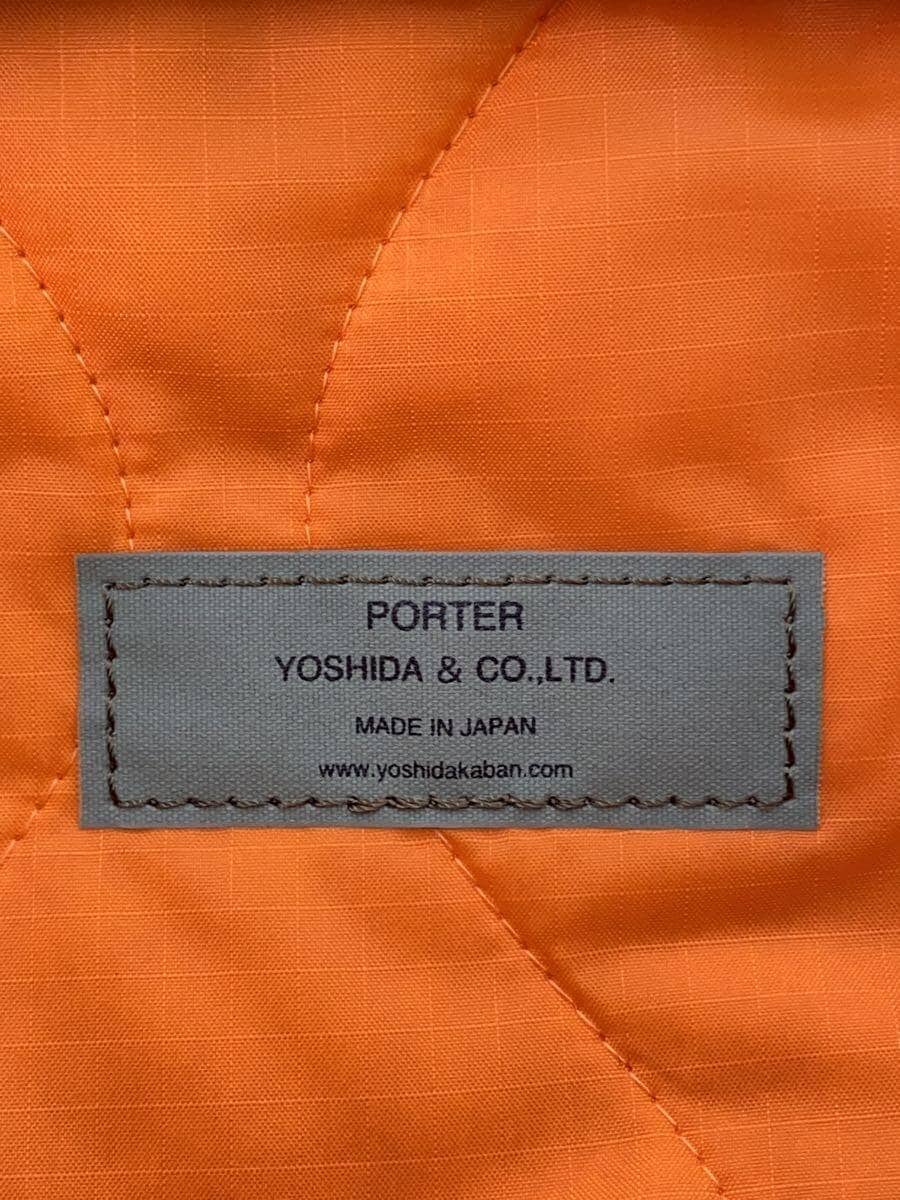 PORTER
YOSHIDA & CO.,LTD.
MADE IN JAPAN
www.yoshidakaban.com